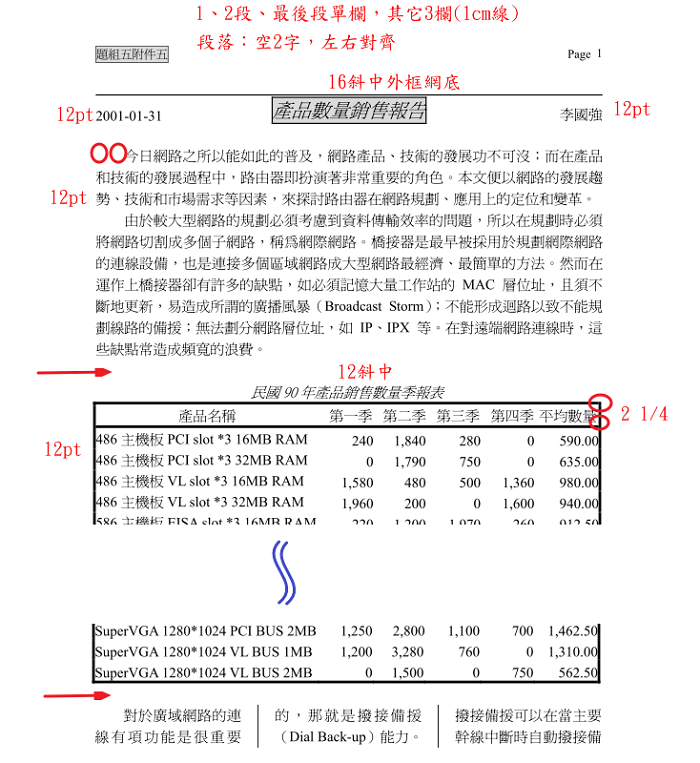 1、2段、最後段單欄，其它3欄(1cm線)
段落：空2字，左右對齊
題組五附件五
Page 1
16斜中外框網底
12pt 2001-01-31 產品數量銷售報告 李國強 12pt
今日網路之所以能如此的普及，網路產品、技術的發展功不可沒；而在產品
和技術的發展過程中，路由器即扮演著非常重要的角色。本文便以網路的發展趨
12pt 勢、技術和市場需求等因素，來探討路由器在網路規劃、應用上的定位和變革。
由於較大型網路的規劃必須考慮到資料傳輸效率的問題，所以在規劃時必須
將網路切割成多個子網路，稱為網際網路。橋接器是最早被採用於規劃網際網路
的連線設備，也是連接多個區域網路成大型網路最經濟、最簡單的方法。然而在
運作上橋接器卻有許多的缺點，如必須記憶大量工作站的 MAC 層位址，且須不
斷地更新，易造成所謂的廣播風暴（Broadcast Storm）；不能形成迴路以致不能規
劃線路的備援；無法劃分網路層位址，如 IP、IPX 等。在對遠端網路連線時，這
些缺點常造成頻寬的浪費。
12斜中
民國 90 年產品銷售數量季報表
產品名稱 第一季 第二季 第三季 第四季 平均數量 2 1/4
12pt
486 主機板 PCI slot *3 16MB RAM 240 1,840 280 0 590.00
486 主機板 PCI slot *3 32MB RAM 0 1,790 750 0 635.00
486 主機板 VL slot *3 16MB RAM 1,580 480 500 1,360 980.00
486 主機板 VL slot *3 32MB RAM 1,960 200 0 1,600 940.00
586 主機板 EISA slot *3 16MB RAM 220 1,200 1,970 260 912.50
SuperVGA 1280*1024 PCI BUS 2MB 1,250 2,800 1,100 700 1,462.50
SuperVGA 1280*1024 VL BUS 1MB 1,200 3,280 760 0 1,310.00
SuperVGA 1280*1024 VL BUS 2MB 0 1,500 0 750 562.50
對於廣域網路的連
線有項功能是很重要
的，那就是撥接備援
（Dial Back-up）能力。
撥接備援可以在當主要
幹線中斷時自動撥接備